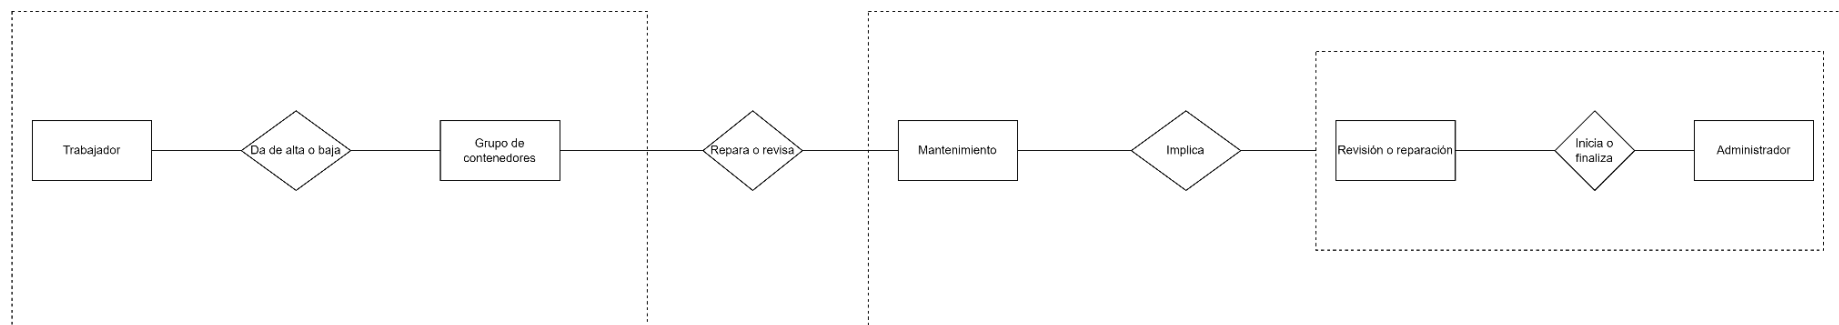 Trabajador
Da de alta o baja
Grupo de
contenedores
Repara o revisa
Mantenimiento
Implica
Revisión o reparación
Inicia o
finaliza
Administrador